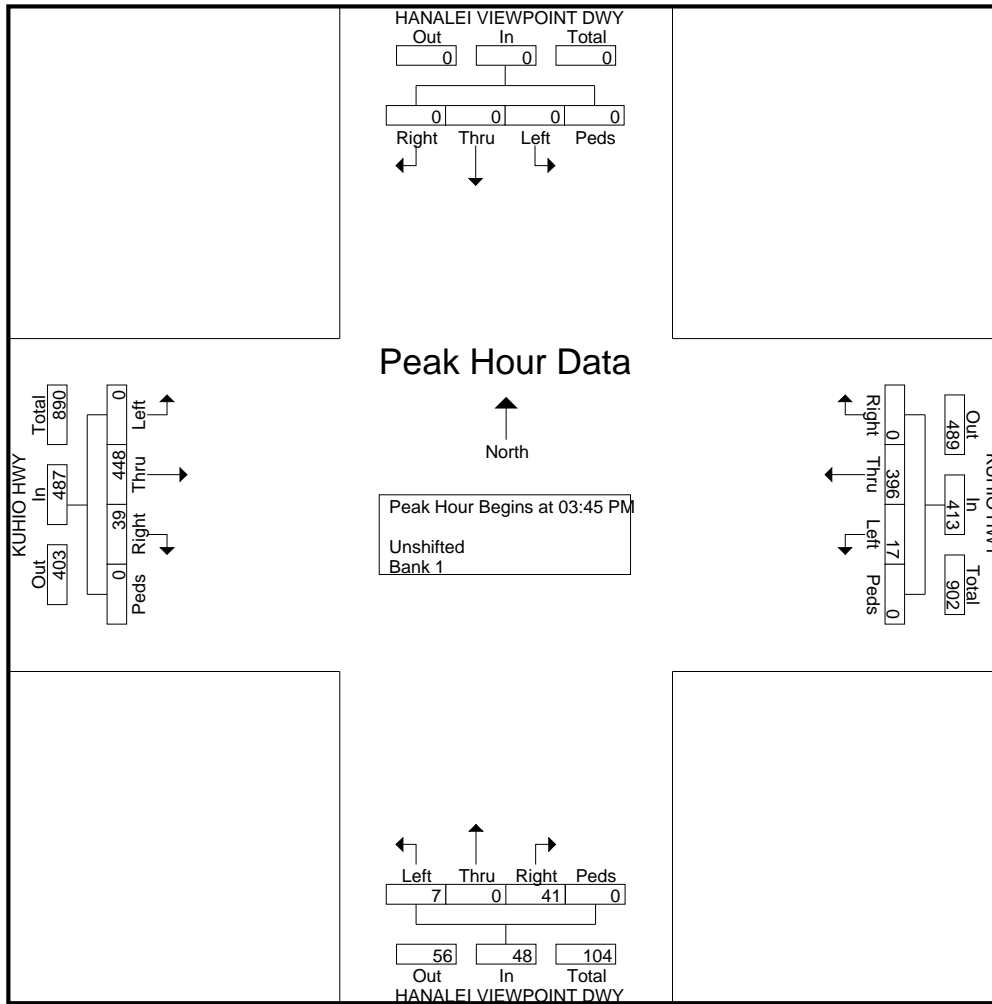 HANALEI VIEWPOINT DWY
Out In Total
0 0 0
0 0 0 0
Right Thru Left Peds
Peak Hour Data
North
Peak Hour Begins at 03:45 PM
Unshifted
Bank 1
KUHIO HWY
Total In Out
890 487 403
0 448 39 0
Left Thru Right Peds
Right Thru Left Peds
0 396 17 0
489 413 902
Out In Total
KUHIO HWY
Left Thru Right Peds
7 0 41 0
56 48 104
Out In Total
HANALEI VIEWPOINT DWY